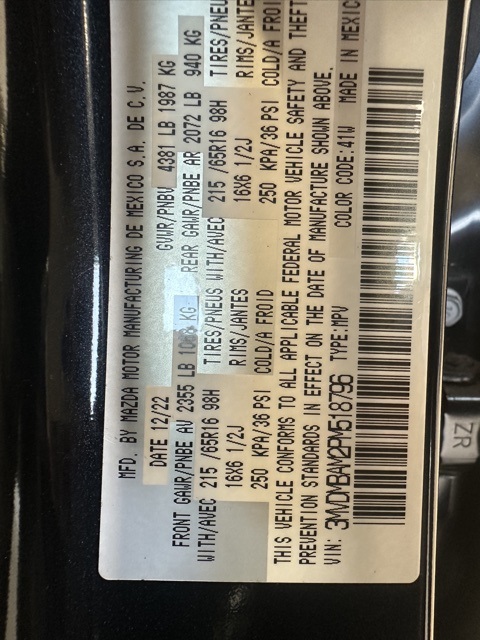 MFD. BY MAZDA MOTOR MANUFACTURING DE MEXICO S.A. DE C.V.
DATE 12/22 GVWR/PNBV 4381 LB 1987 KG
FRONT GAWR/PNBE AV 2355 LB KG REAR GAWR/PNBE AR 2072 LB 940 KG
WITH/AVEC 215 /65R16 98H TIRES/PNEUS WITH/AVEC 215 /65R16 98H TIRES/PNEU
16X6 1/2J RIMS/JANTES 16X6 1/2J RIMS/JANTES
250 KPA/36 PSI COLD/A FROID 250 KPA/36 PSI COLD/A FROID
THIS VEHICLE CONFORMS TO ALL APPLICABLE FEDERAL MOTOR VEHICLE SAFETY AND THEFT
PREVENTION STANDARDS IN EFFECT ON THE DATE OF MANUFACTURE SHOWN ABOVE.
VIN: 3MVDMBAM2PM518796 TYPE:MPV COLOR CODE:41W MADE IN MEXIC
ZR